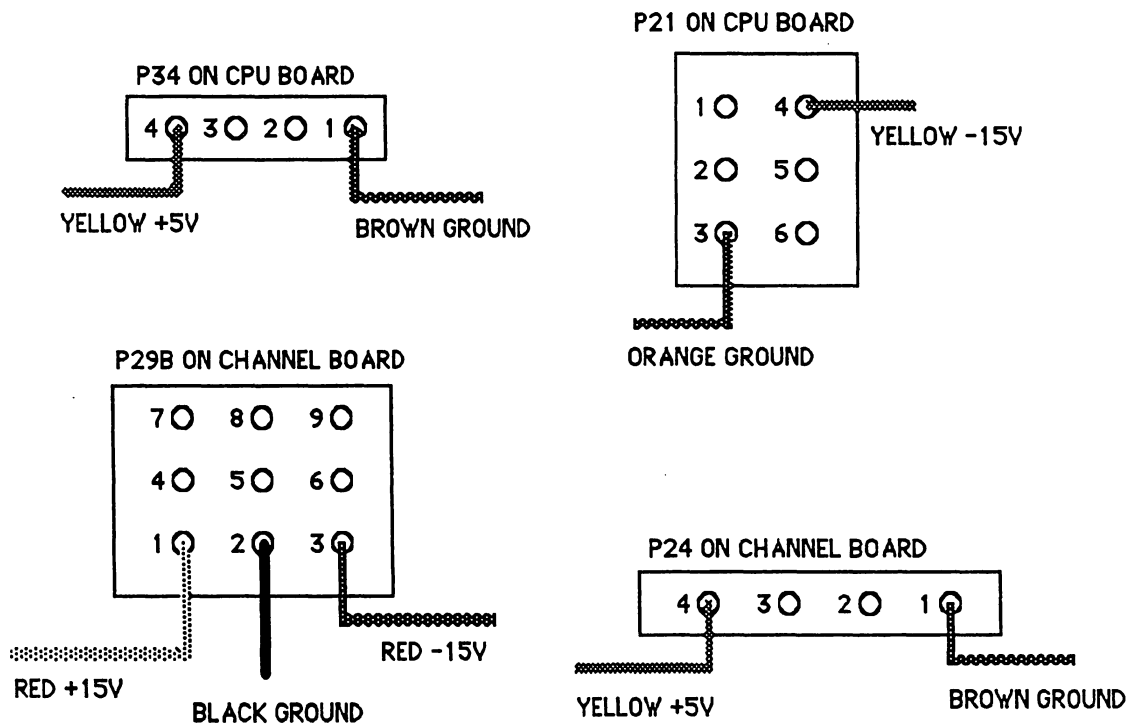 P34 ON CPU BOARD
4 3 2 1
YELLOW +5V
BROWN GROUND
P21 ON CPU BOARD
1 4
YELLOW -15V
2 5
3 6
ORANGE GROUND
P29B ON CHANNEL BOARD
7 8 9
4 5 6
1 2 3
RED -15V
RED +15V
BLACK GROUND
P24 ON CHANNEL BOARD
4 3 2 1
YELLOW +5V
BROWN GROUND